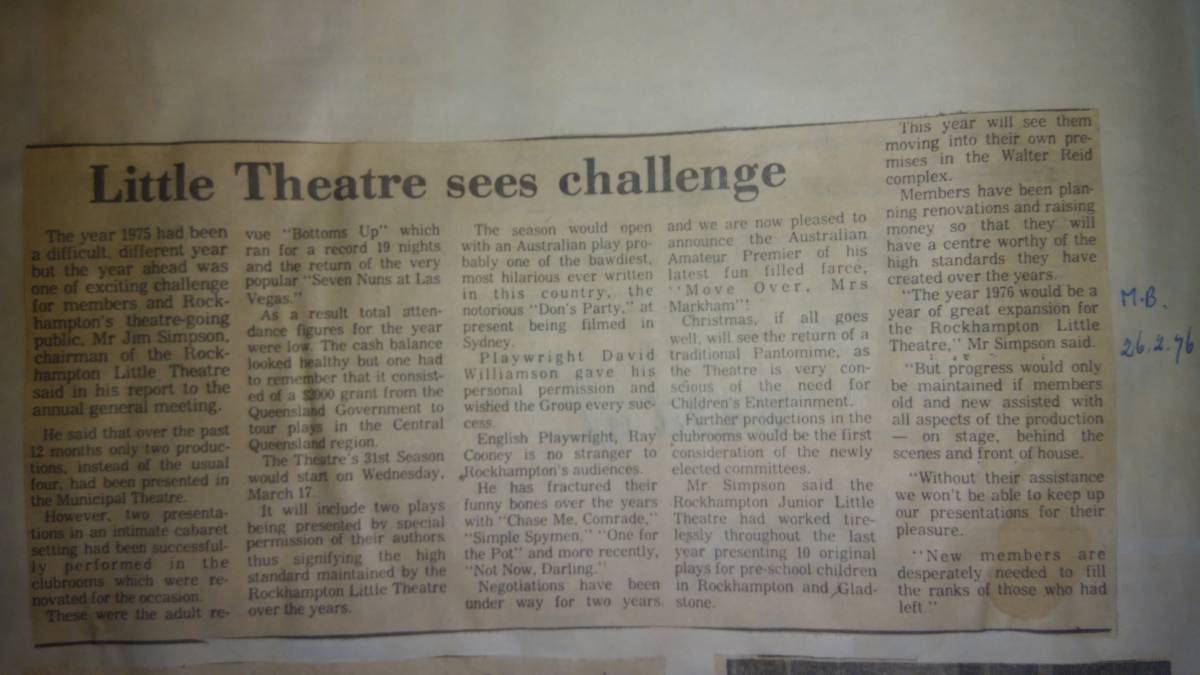 Little Theatre sees challenge
The year 1975 had been
a difficult, different year
but the year ahead was
one of exciting challenge
for members and Rock-
hampton's theatre-going
public, Mr Jim Simpson,
chairman of the Rock-
hampton Little Theatre
said in his report to the
annual general meeting.
He said that over the past
12 months only two produc-
tions, instead of the usual
four, had been presented in
the Municipal Theatre.
However, two presenta-
tions in an intimate cabaret
setting had been successful-
ly performed in the
clubrooms which were re-
novated for the occasion.
These were the adult re-
vue "Bottoms Up" which
ran for a record 19 nights
and the return of the very
popular "Seven Nuns at Las
Vegas."
As a result total atten-
dance figures for the year
were low. The cash balance
looked healthy but one had
to remember that it consist-
ed of a $2000 grant from the
Queensland Government to
tour plays in the Central
Queensland region.
The Theatre's 31st Season
would start on Wednesday,
March 17.
It will include two plays
being presented by special
permission of their authors
thus signifying the high
standard maintained by the
Rockhampton Little Theatre
over the years.
The season would open
with an Australian play pro-
bably one of the bawdiest,
most hilarious ever written
in this country, the
notorious "Don's Party," at
present being filmed in
Sydney.
Playwright David
Williamson gave his
personal permission and
wished the Group every suc-
cess.
English Playwright, Ray
Cooney is no stranger to
Rockhampton's audiences.
He has fractured their
funny bones over the years
with "Chase Me, Comrade,"
"Simple Spymen," "One for
the Pot" and more recently,
"Not Now, Darling."
Negotiations have been
under way for two years
and we are now pleased to
announce the Australian
Amateur Premier of his
latest fun filled farce,
"Move Over, Mrs
Markham"!
Christmas, if all goes
well, will see the return of a
traditional Pantomime, as
the Theatre is very con-
scious of the need for
Children's Entertainment.
Further productions in the
clubrooms would be the first
consideration of the newly
elected committees.
Mr Simpson said the
Rockhampton Junior Little
Theatre had worked tire-
lessly throughout the last
year presenting 10 original
plays for pre-school children
in Rockhampton and Glad-
stone.
This year will see them
moving into their own pre-
mises in the Walter Reid
complex.
Members have been plan-
ning renovations and raising
money so that they will
have a centre worthy of the
high standards they have
created over the years.
"The year 1976 would be a
year of great expansion for
the Rockhampton Little
Theatre," Mr Simpson said.
"But progress would only
be maintained if members
old and new assisted with
all aspects of the production
— on stage, behind the
scenes and front of house.
"Without their assistance
we won't be able to keep up
our presentations for their
pleasure.
"New members are
desperately needed to fill
the ranks of those who had
left."
M.B.
26.2.76